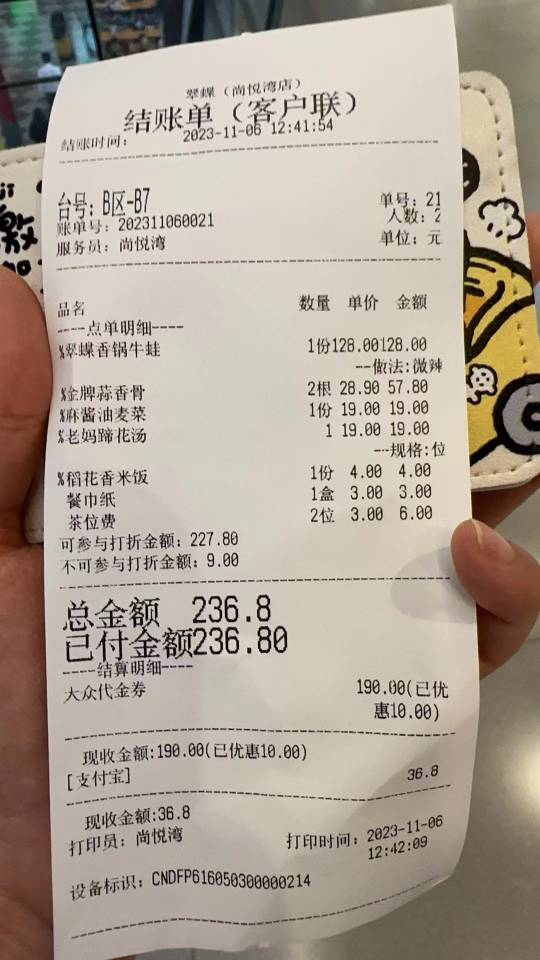 翠蝶（尚悦湾店）
结账单（客户联）
结账时间： 2023-11-06 12:41:54
台号：B区-B7 单号：21
账单号：202311060021 人数：2
服务员：尚悦湾 单位：元
品名 数量 单价 金额
----点单明细----
%翠蝶香锅牛蛙 1份128.00128.00
--做法:微辣
%金牌蒜香骨 2根 28.90 57.80
%麻酱油麦菜 1份 19.00 19.00
%老妈蹄花汤 1 19.00 19.00
--规格:位
%稻花香米饭 1份 4.00 4.00
餐巾纸 1盒 3.00 3.00
茶位费 2位 3.00 6.00
可参与打折金额：227.80
不可参与打折金额：9.00
总金额 236.8
已付金额236.80
----结算明细----
大众代金券 190.00(已优
惠10.00)
现收金额:190.00(已优惠10.00)
[支付宝] 36.8
现收金额:36.8
打印员：尚悦湾 打印时间：2023-11-06
12:42:09
设备标识：CNDFP616050300000214